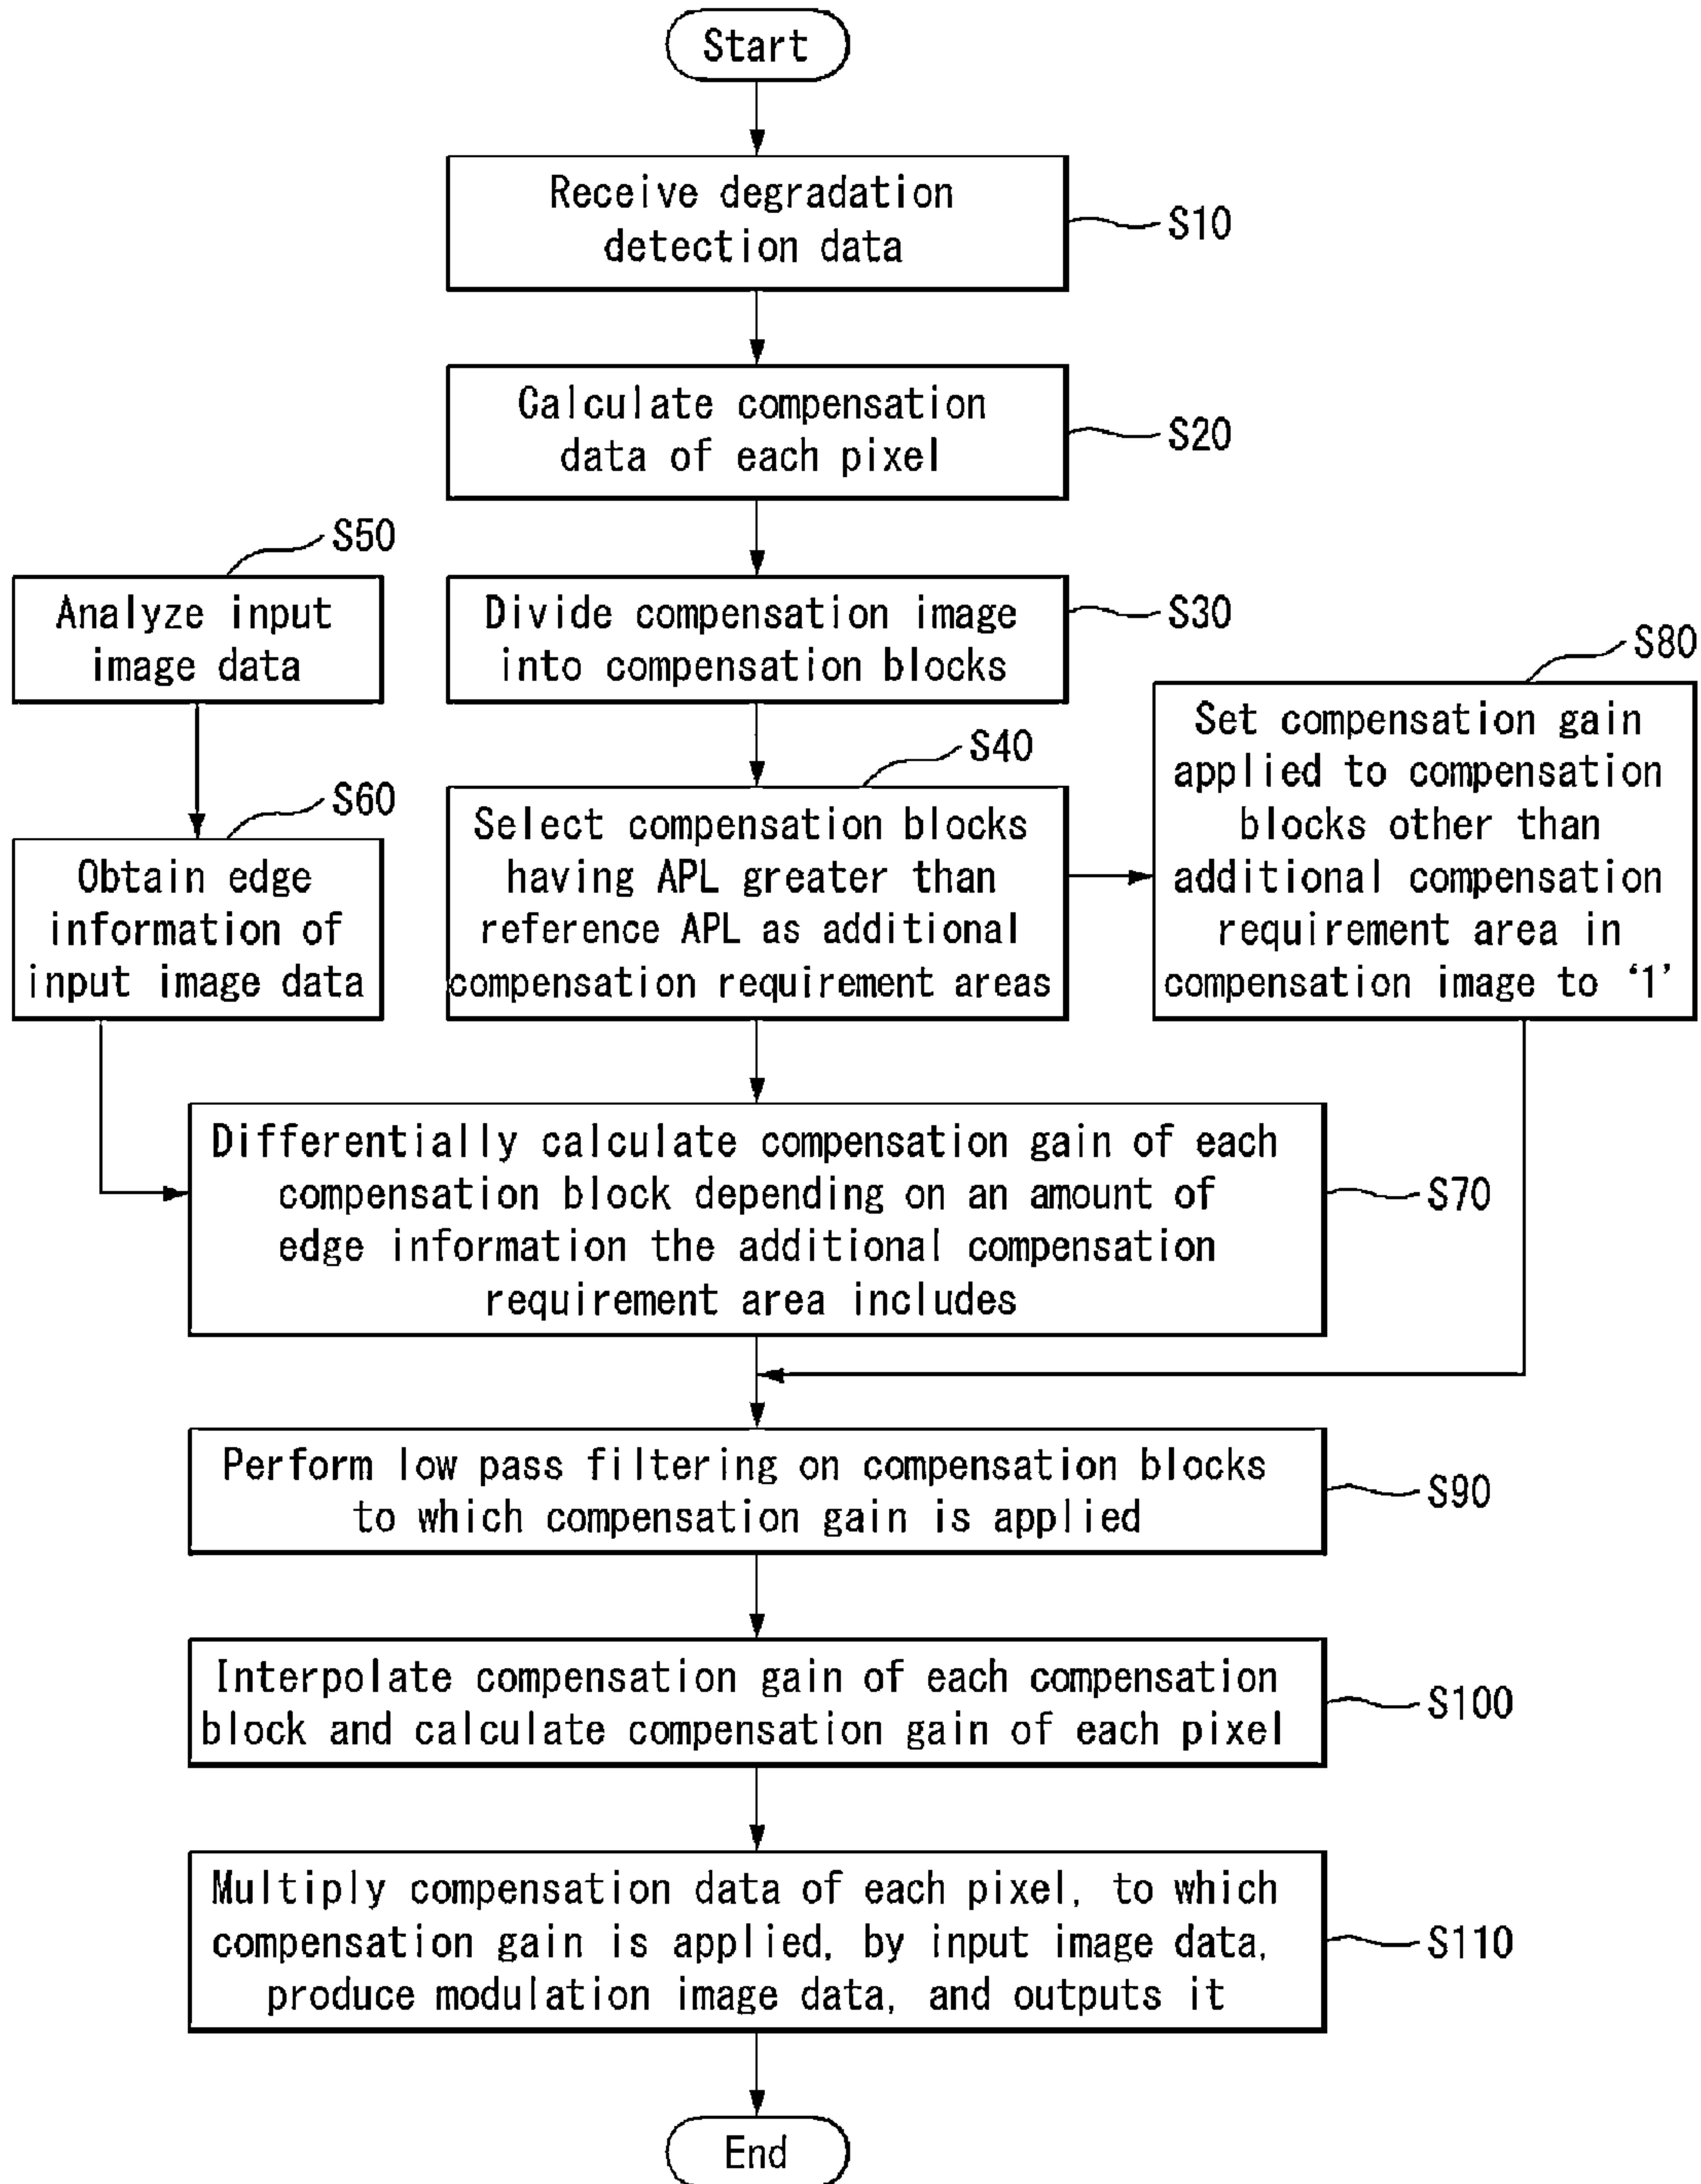 Start
Receive degradation
detection data
S10
Calculate compensation
data of each pixel
S20
S50
Analyze input
image data
Divide compensation image
into compensation blocks
S30
S60
Obtain edge
information of
input image data
S40
Select compensation blocks
having APL greater than
reference APL as additional
compensation requirement areas
S80
Set compensation gain
applied to compensation
blocks other than
additional compensation
requirement area in
compensation image to ‘1’
Differentially calculate compensation gain of each
compensation block depending on an amount of
edge information the additional compensation
requirement area includes
S70
Perform low pass filtering on compensation blocks
to which compensation gain is applied
S90
Interpolate compensation gain of each compensation
block and calculate compensation gain of each pixel
S100
Multiply compensation data of each pixel, to which
compensation gain is applied, by input image data,
produce modulation image data, and outputs it
S110
End